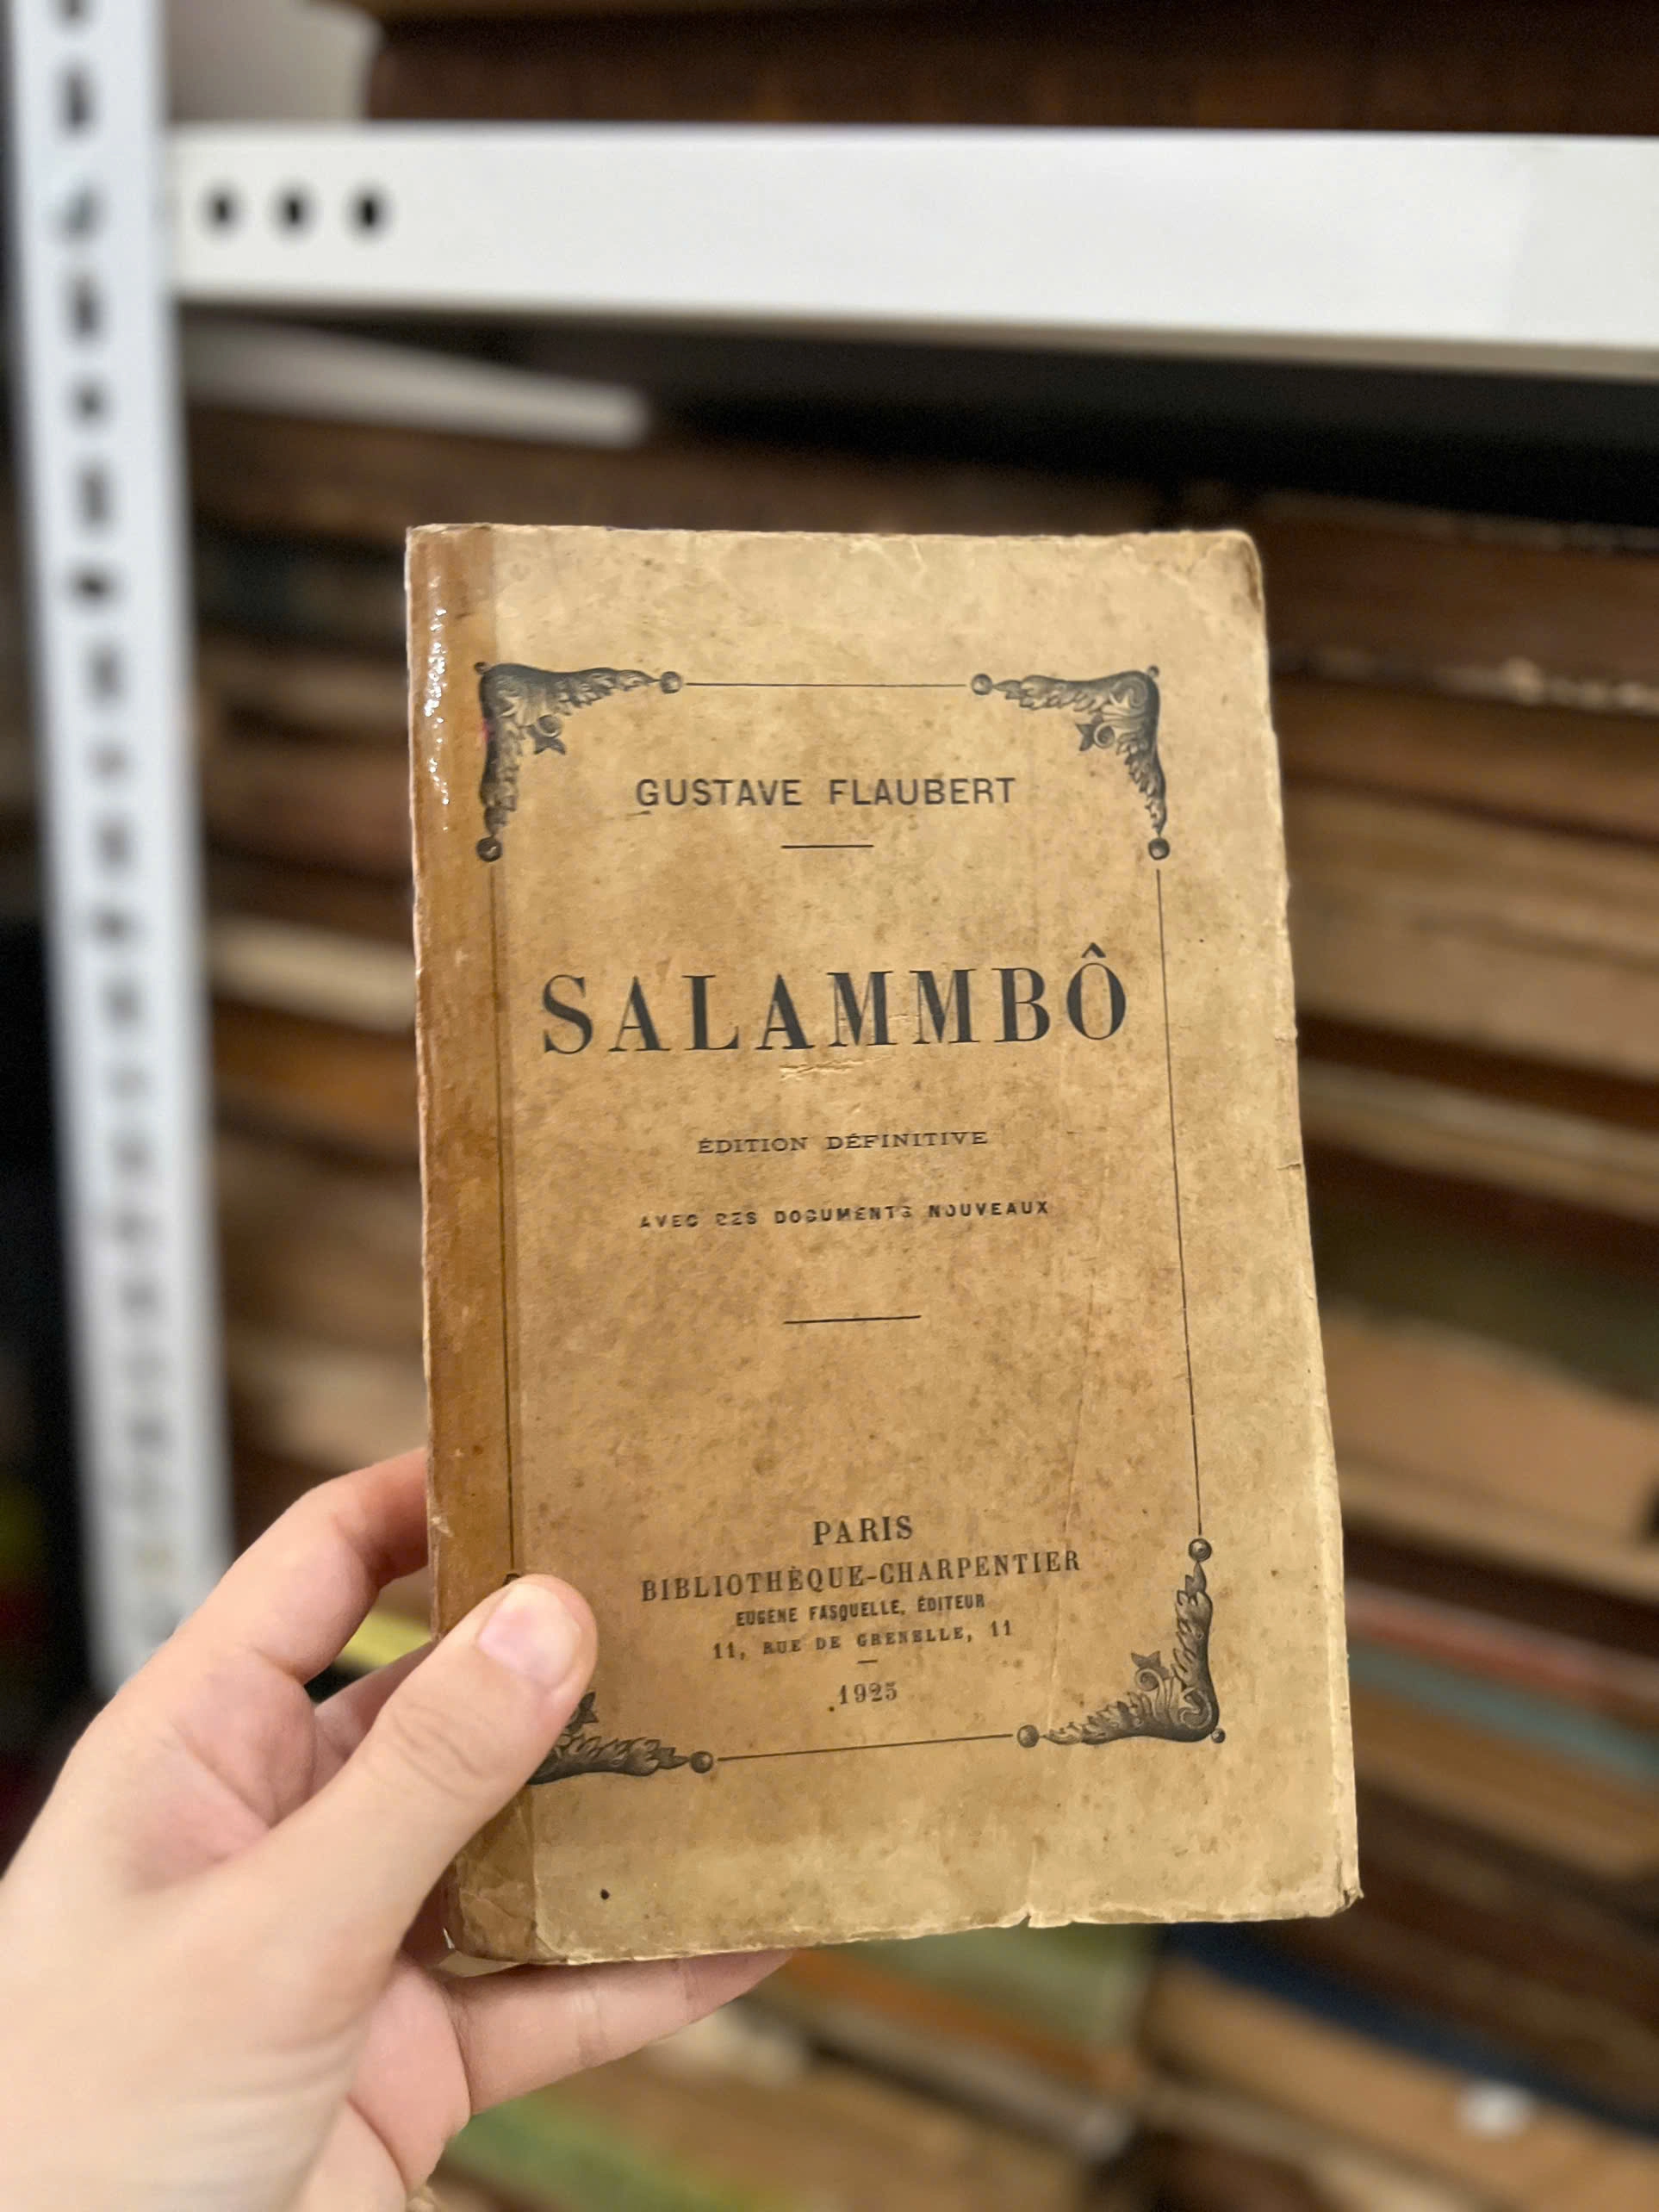 GUSTAVE FLAUBERT
SALAMMBÔ
ÉDITION DÉFINITIVE
AVEC DES DOCUMENTS NOUVEAUX
PARIS
BIBLIOTHÈQUE-CHARPENTIER
EUGÈNE FASQUELLE, ÉDITEUR
11, RUE DE GRENELLE, 11
1925